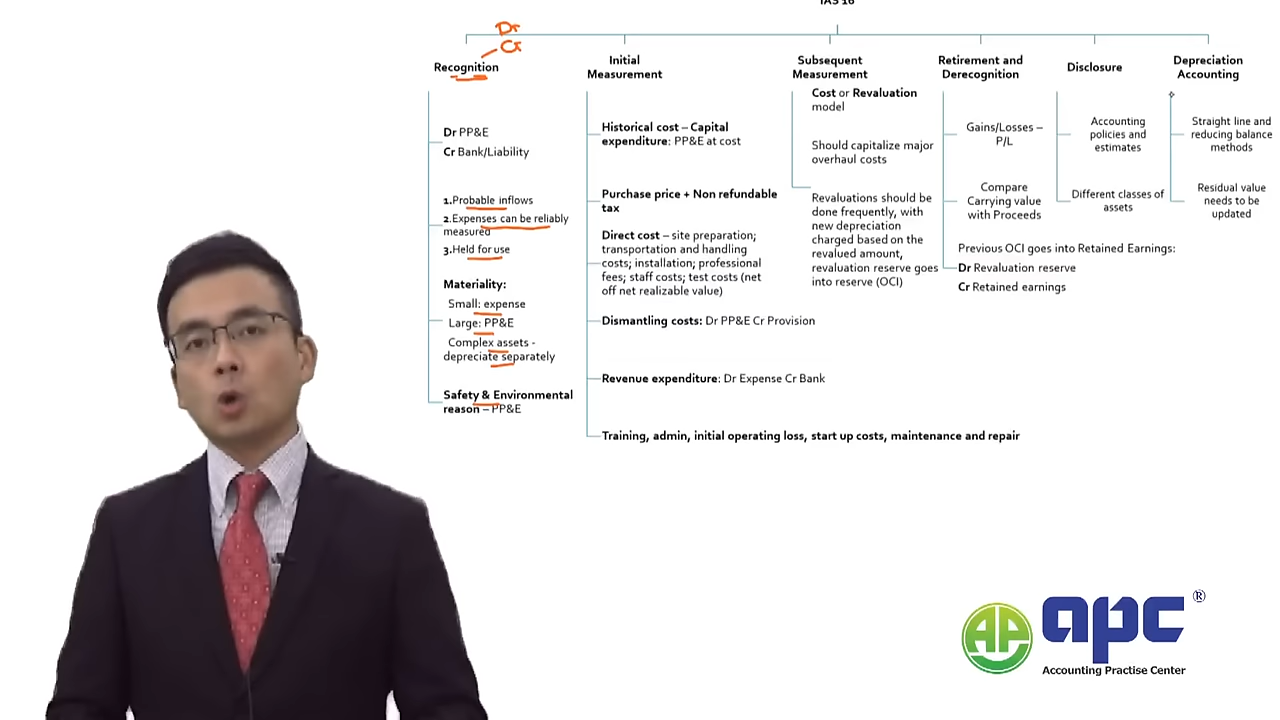 IAS 16
Dr
Cr
Recognition
Dr PP&E
Cr Bank/Liability
1.Probable inflows
2.Expenses can be reliably
measured
3.Held for use
Materiality:
Small: expense
Large: PP&E
Complex assets -
depreciate separately
Safety & Environmental
reason – PP&E
Initial
Measurement
Historical cost – Capital
expenditure: PP&E at cost
Purchase price + Non refundable
tax
Direct cost – site preparation;
transportation and handling
costs; installation; professional
fees; staff costs; test costs (net
off net realizable value)
Dismantling costs: Dr PP&E Cr Provision
Revenue expenditure: Dr Expense Cr Bank
Training, admin, initial operating loss, start up costs, maintenance and repair
Subsequent
Measurement
Cost or Revaluation
model
Should capitalize major
overhaul costs
Revaluations should be
done frequently, with
new depreciation
charged based on the
revalued amount,
revaluation reserve goes
into reserve (OCI)
Retirement and
Derecognition
Gains/Losses –
P/L
Compare
Carrying value
with Proceeds
Previous OCI goes into Retained Earnings:
Dr Revaluation reserve
Cr Retained earnings
Disclosure
Accounting
policies and
estimates
Different classes of
assets
Depreciation
Accounting
Straight line and
reducing balance
methods
Residual value
needs to be
updated
AP
apc ®
Accounting Practise Center